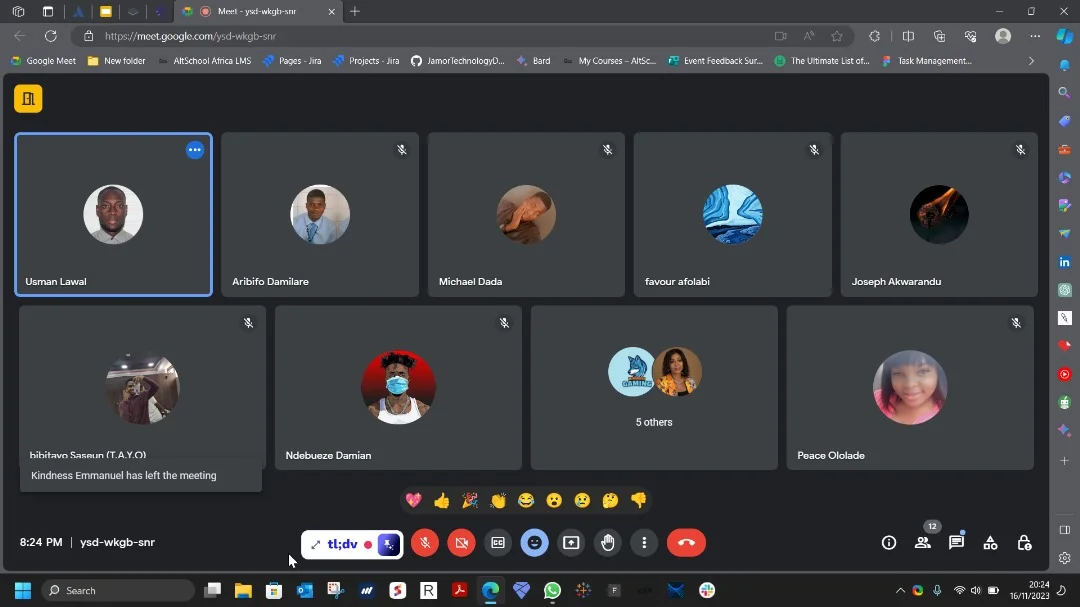 Meet - ysd-wkgb-snr
https://meet.google.com/ysd-wkgb-snr
Google Meet
New folder
AltSchool Africa LMS
Pages - Jira
Projects - Jira
JamorTechnologyD...
Bard
My Courses – AltSc...
Event Feedback Sur...
The Ultimate List of...
Task Management...
Usman Lawal
Aribifo Damilare
Michael Dada
favour afolabi
Joseph Akwarandu
GAMING
bibitayo Saseun (T.A.Y.O)
Ndebueze Damian
5 others
Peace Ololade
Kindness Emmanuel has left the meeting
8:24 PM | ysd-wkgb-snr
tl;dv
12
Search
20:24
16/11/2023